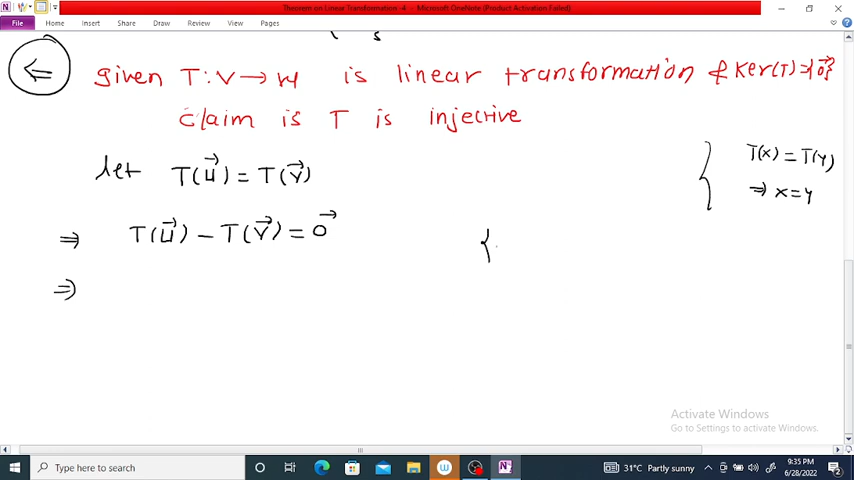 Theorem on Linear Transformation -4 - Microsoft OneNote (Product Activation Failed)
File Home Insert Share Draw History Review View Pages
⇐ given T:V→W is linear transformation & Ker(T)={0⃗}
Claim is T is injective
let T(u⃗)=T(v⃗)
{ T(x)=T(y)
⇒ x=y
⇒ T(u⃗) - T(v⃗) = 0⃗ {
⇒
Activate Windows
Go to Settings to activate Windows.
Type here to search
31°C Partly sunny
9:35 PM
6/28/2022
2